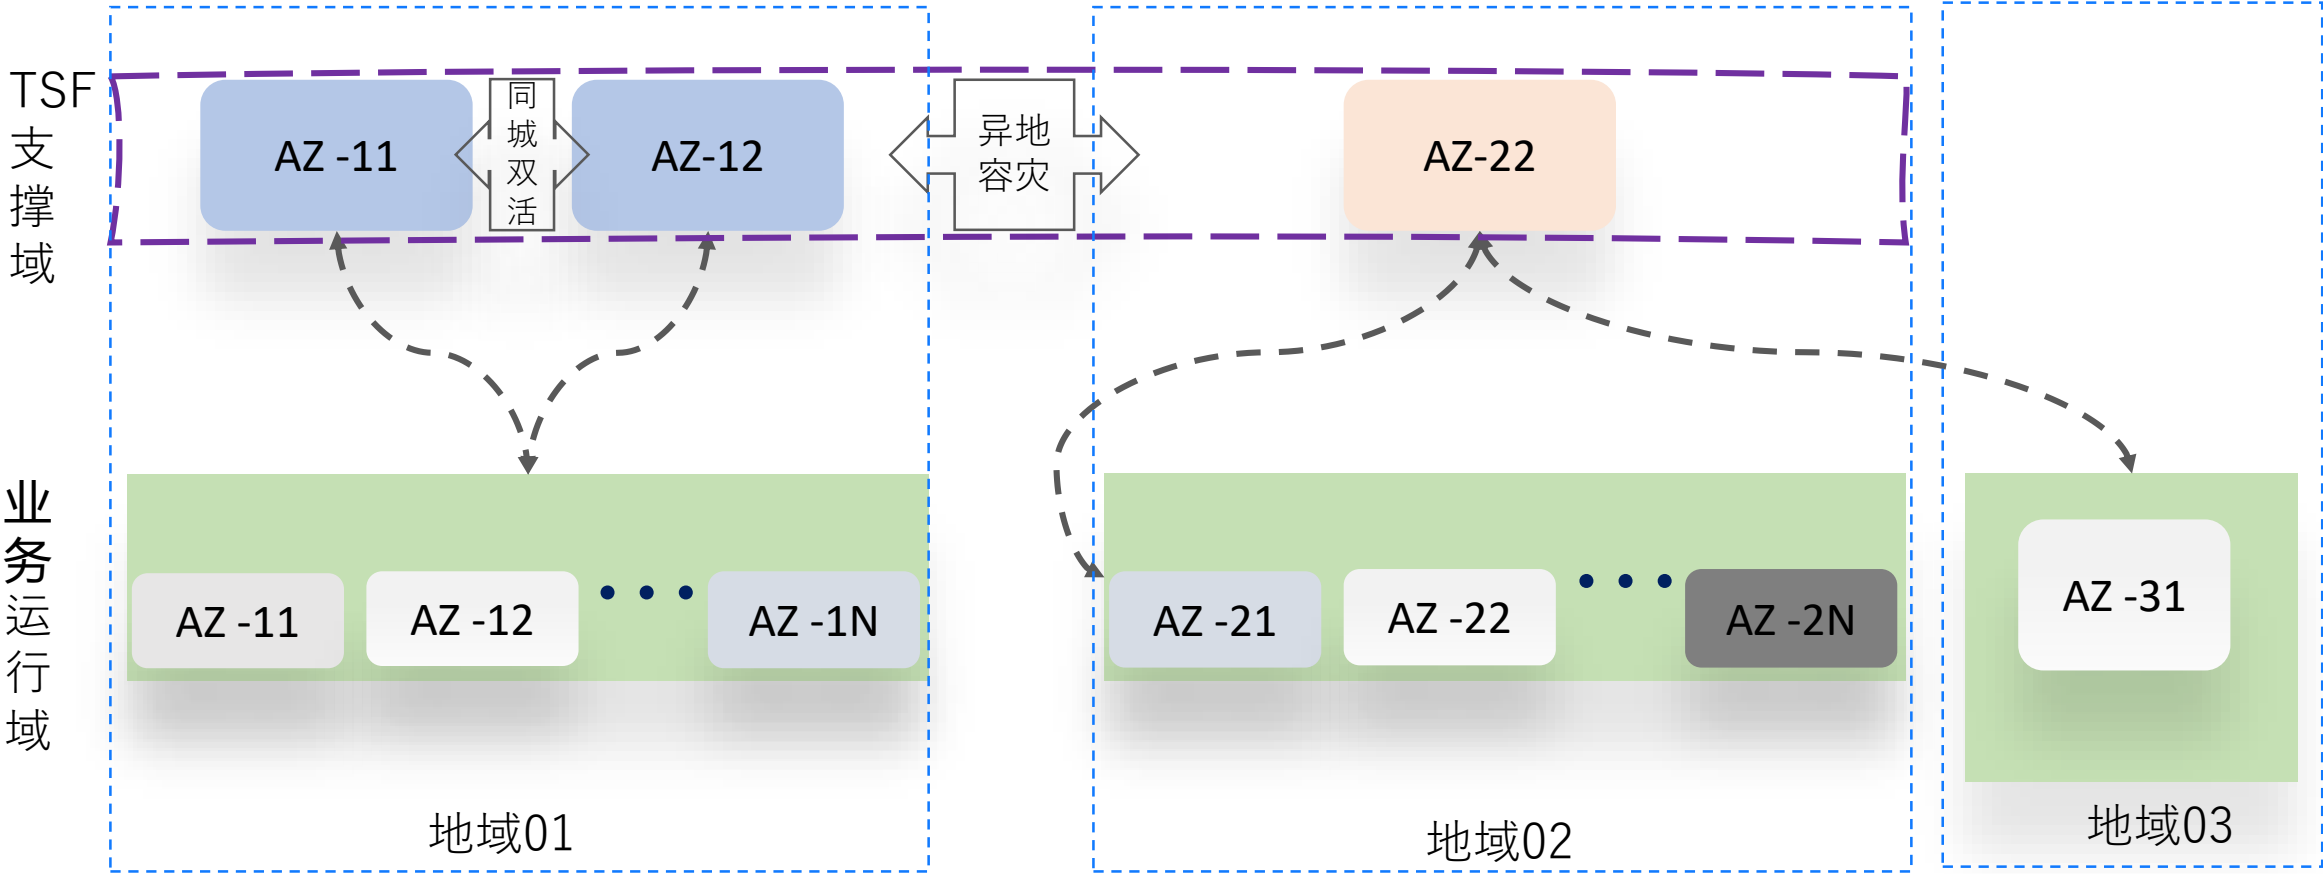 TSF
支
撑
域
AZ -11
同
城
双
活
AZ-12
异地
容灾
AZ-22
业
务
运
行
域
AZ -11
AZ -12
AZ -1N
AZ -21
AZ -22
AZ -2N
AZ -31
地域01
地域02
地域03